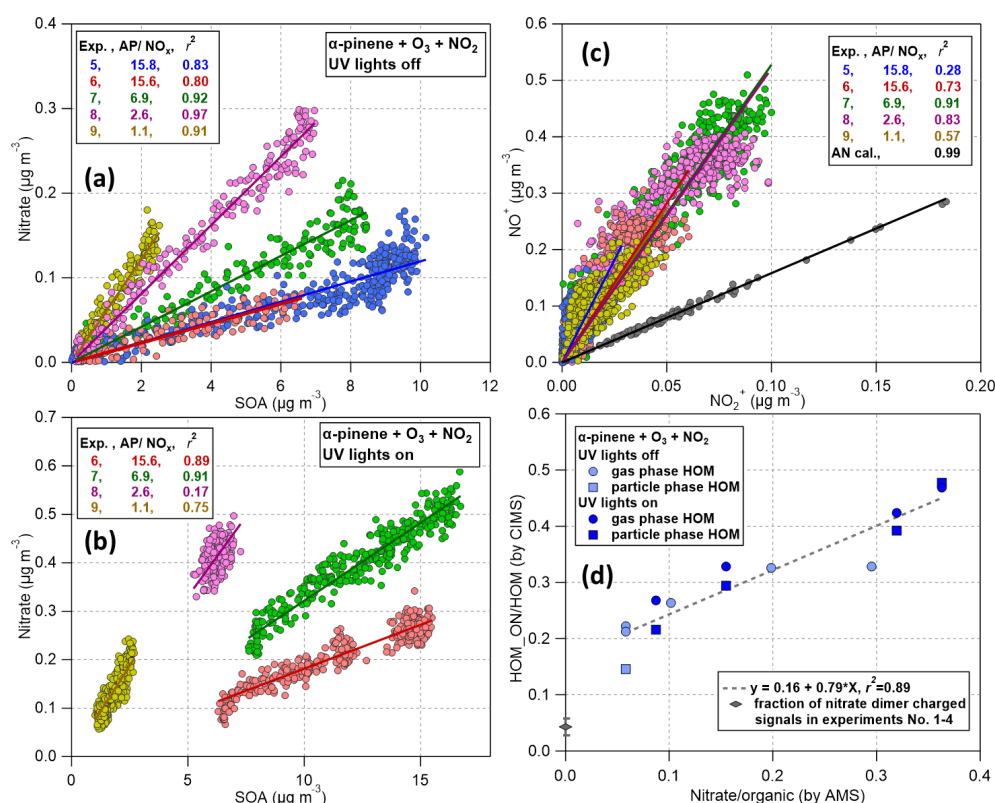 0.4
0.3
0.2
0.1
0.0
Nitrate (µg m⁻³)
Exp. , AP/ NOₓ, r²
5, 15.8, 0.83
6, 15.6, 0.80
7, 6.9, 0.92
8, 2.6, 0.97
9, 1.1, 0.91
α-pinene + O₃ + NO₂
UV lights off
(a)
0 2 4 6 8 10 12
SOA (µg m⁻³)
0.6
0.5
0.4
0.3
0.2
0.1
0.0
NO⁺ (µg m⁻³)
(c)
Exp. , AP/ NOₓ, r²
5, 15.8, 0.28
6, 15.6, 0.73
7, 6.9, 0.91
8, 2.6, 0.83
9, 1.1, 0.57
AN cal., 0.99
0.00 0.05 0.10 0.15 0.20
NO₂⁺ (µg m⁻³)
0.7
0.6
0.5
0.4
0.3
0.2
0.1
0.0
Nitrate (µg m⁻³)
Exp. , AP/ NOₓ, r²
6, 15.6, 0.89
7, 6.9, 0.91
8, 2.6, 0.17
9, 1.1, 0.75
α-pinene + O₃ + NO₂
UV lights on
(b)
0 5 10 15
SOA (µg m⁻³)
0.6
0.5
0.4
0.3
0.2
0.1
0.0
HOM_ON/HOM (by CIMS)
α-pinene + O₃ + NO₂
UV lights off
gas phase HOM
particle phase HOM
UV lights on
gas phase HOM
particle phase HOM
(d)
y = 0.16 + 0.79*X, r²=0.89
fraction of nitrate dimer charged
signals in experiments No. 1-4
0.0 0.1 0.2 0.3 0.4
Nitrate/organic (by AMS)